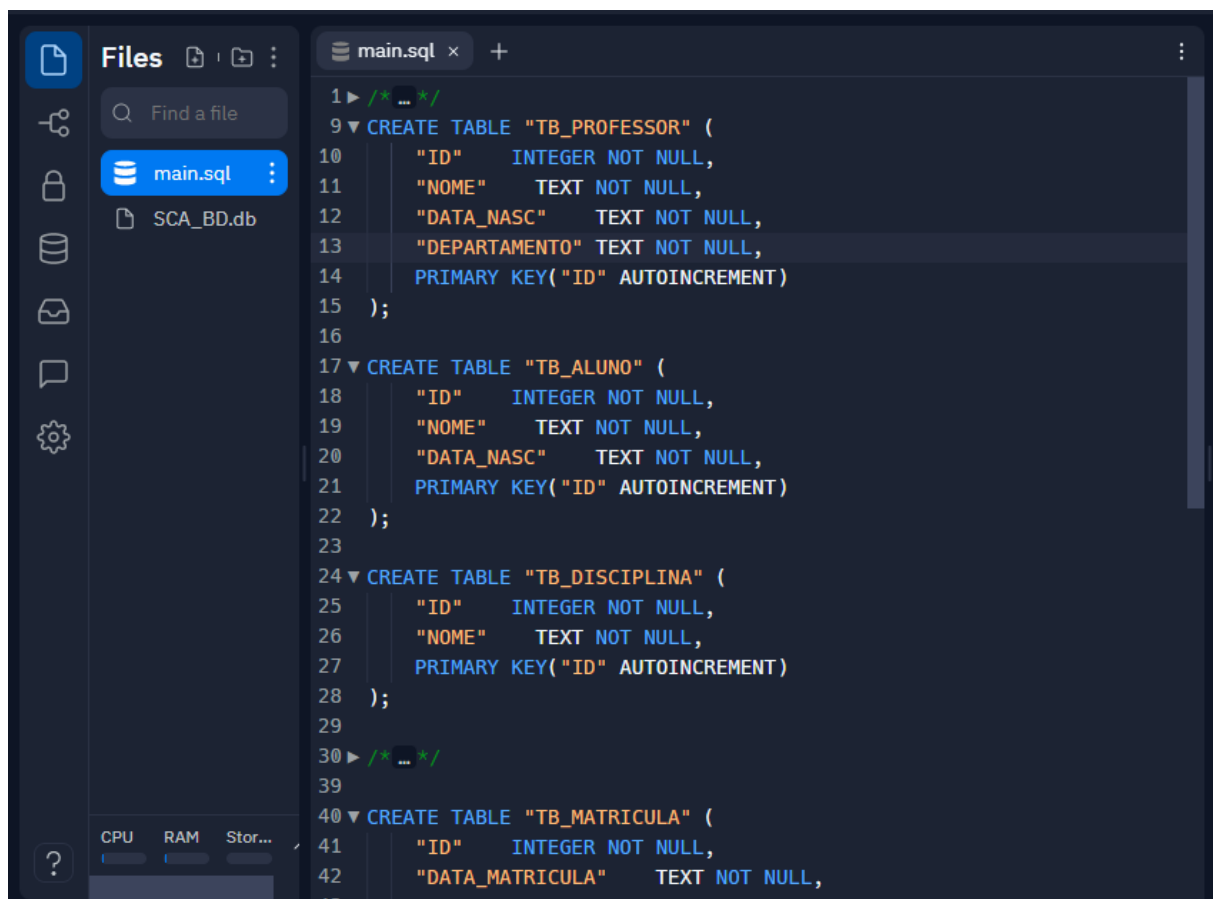 Files
Find a file
main.sql
SCA_BD.db
CPU RAM Stor...
?
main.sql × +
1 /* … */
9 CREATE TABLE "TB_PROFESSOR" (
10 "ID" INTEGER NOT NULL,
11 "NOME" TEXT NOT NULL,
12 "DATA_NASC" TEXT NOT NULL,
13 "DEPARTAMENTO" TEXT NOT NULL,
14 PRIMARY KEY("ID" AUTOINCREMENT)
15 );
16
17 CREATE TABLE "TB_ALUNO" (
18 "ID" INTEGER NOT NULL,
19 "NOME" TEXT NOT NULL,
20 "DATA_NASC" TEXT NOT NULL,
21 PRIMARY KEY("ID" AUTOINCREMENT)
22 );
23
24 CREATE TABLE "TB_DISCIPLINA" (
25 "ID" INTEGER NOT NULL,
26 "NOME" TEXT NOT NULL,
27 PRIMARY KEY("ID" AUTOINCREMENT)
28 );
29
30 /* … */
39
40 CREATE TABLE "TB_MATRICULA" (
41 "ID" INTEGER NOT NULL,
42 "DATA_MATRICULA" TEXT NOT NULL,